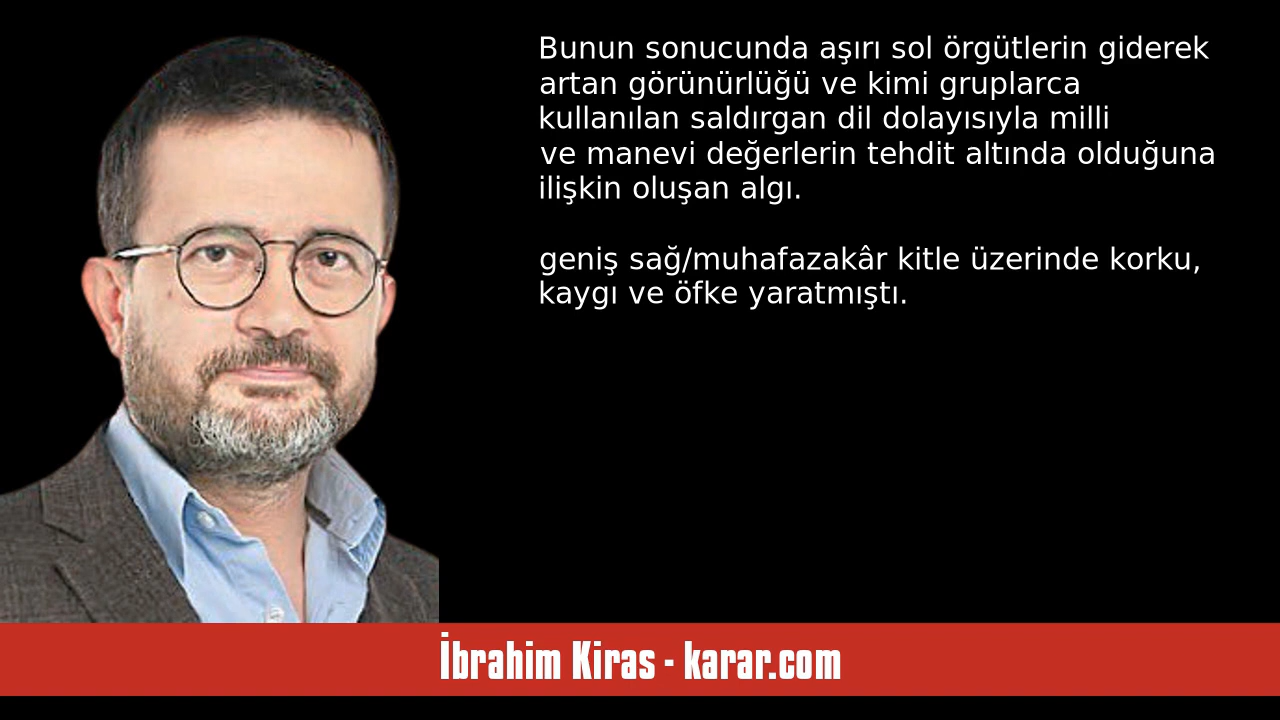 Bunun sonucunda aşırı sol örgütlerin giderek
artan görünürlüğü ve kimi gruplarca
kullanılan saldırgan dil dolayısıyla milli
ve manevi değerlerin tehdit altında olduğuna
ilişkin oluşan algı.
geniş sağ/muhafazakâr kitle üzerinde korku,
kaygı ve öfke yaratmıştı.
İbrahim Kiras - karar.com